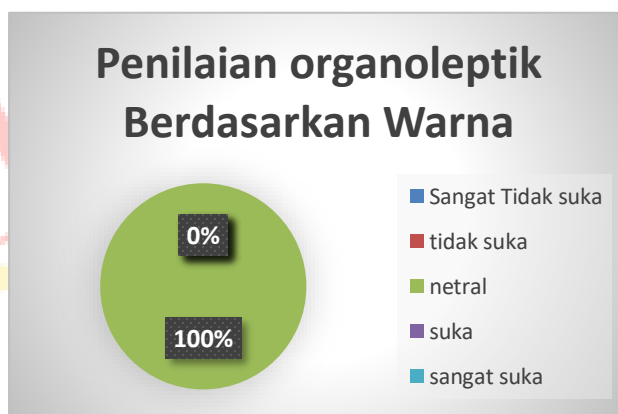 Penilaian organoleptik
Berdasarkan Warna
0%
100%
Sangat Tidak suka
tidak suka
netral
suka
sangat suka